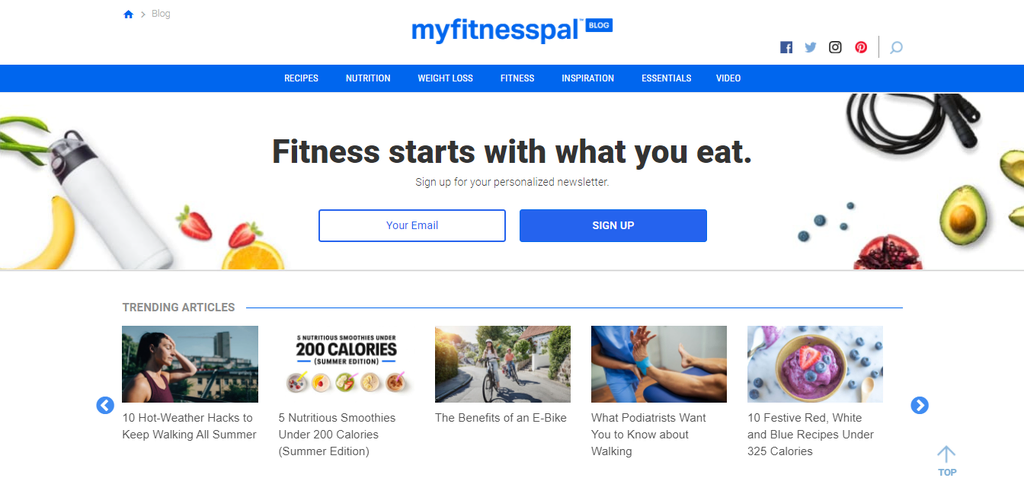 Blog
myfitnesspal™ BLOG
RECIPES NUTRITION WEIGHT LOSS FITNESS INSPIRATION ESSENTIALS VIDEO
Fitness starts with what you eat.
Sign up for your personalized newsletter.
Your Email SIGN UP
TRENDING ARTICLES
5 NUTRITIOUS SMOOTHIES UNDER
200 CALORIES
(SUMMER EDITION)
10 Hot-Weather Hacks to
Keep Walking All Summer
5 Nutritious Smoothies
Under 200 Calories
(Summer Edition)
The Benefits of an E-Bike
What Podiatrists Want
You to Know about
Walking
10 Festive Red, White
and Blue Recipes Under
325 Calories
TOP